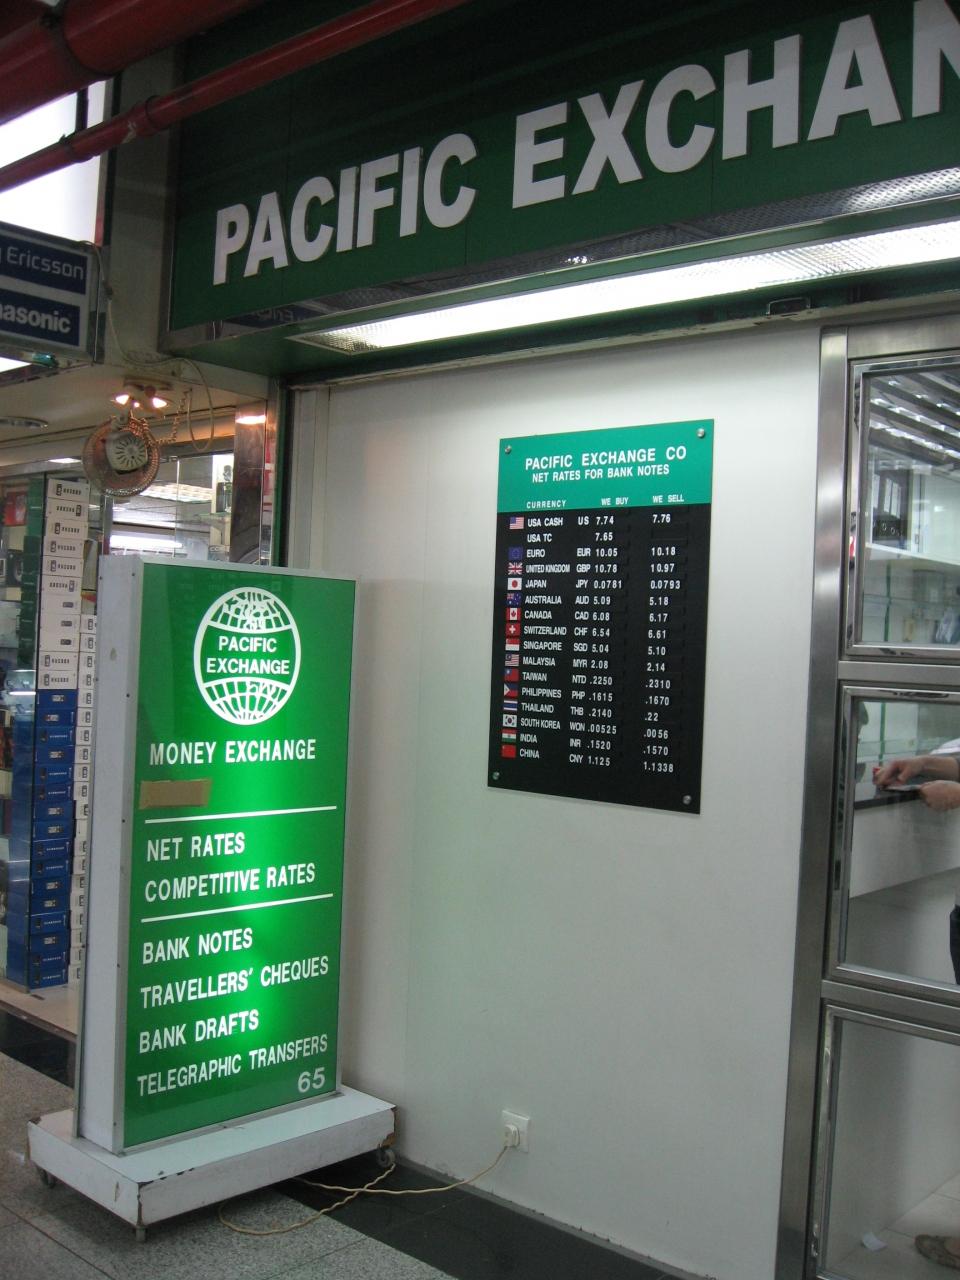 PACIFIC EXCHAN
Ericsson
nasonic
PACIFIC EXCHANGE CO
NET RATES FOR BANK NOTES
CURRENCY WE BUY WE SELL
USA CASH US 7.74 7.76
USA TC 7.65
EURO EUR 10.05 10.18
UNITED KINGDOM GBP 10.78 10.97
JAPAN JPY 0.0781 0.0793
AUSTRALIA AUD 5.09 5.18
CANADA CAD 6.08 6.17
SWITZERLAND CHF 6.54 6.61
SINGAPORE SGD 5.04 5.10
MALAYSIA MYR 2.08 2.14
TAIWAN NTD .2250 .2310
PHILIPPINES PHP .1615 .1670
THAILAND THB .2140 .22
SOUTH KOREA WON .00525 .0056
INDIA INR .1520 .1570
CHINA CNY 1.125 1.1338
PACIFIC
EXCHANGE
MONEY EXCHANGE
NET RATES
COMPETITIVE RATES
BANK NOTES
TRAVELLERS' CHEQUES
BANK DRAFTS
TELEGRAPHIC TRANSFERS
65